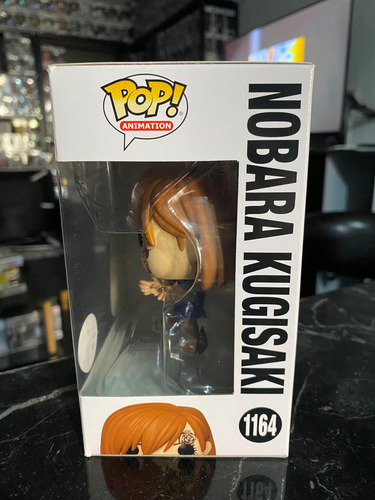 POP!
ANIMATION
NOBARA KUGISAKI
1164